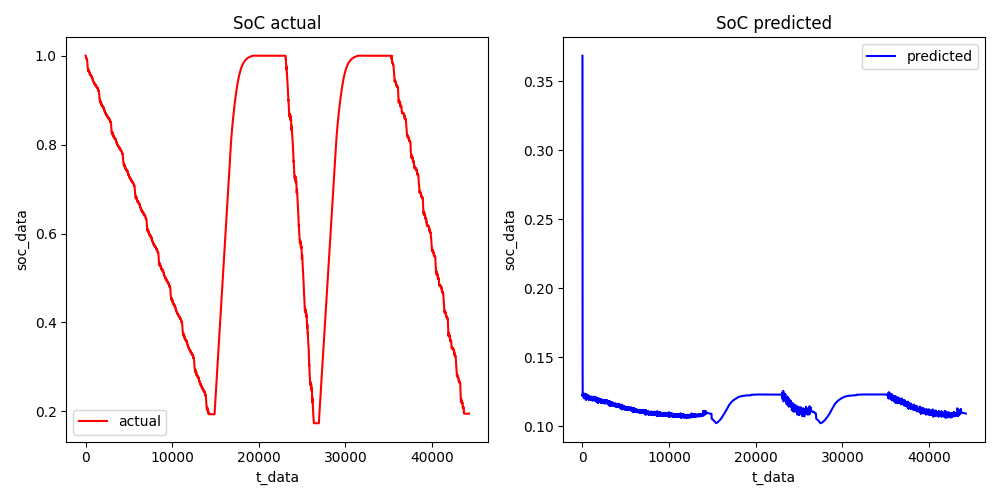 SoC actual
SoC predicted
1.0
0.8
0.6
0.4
0.2
soc_data
actual
0
10000
20000
30000
40000
t_data
0.35
0.30
0.25
0.20
0.15
0.10
soc_data
predicted
0
10000
20000
30000
40000
t_data